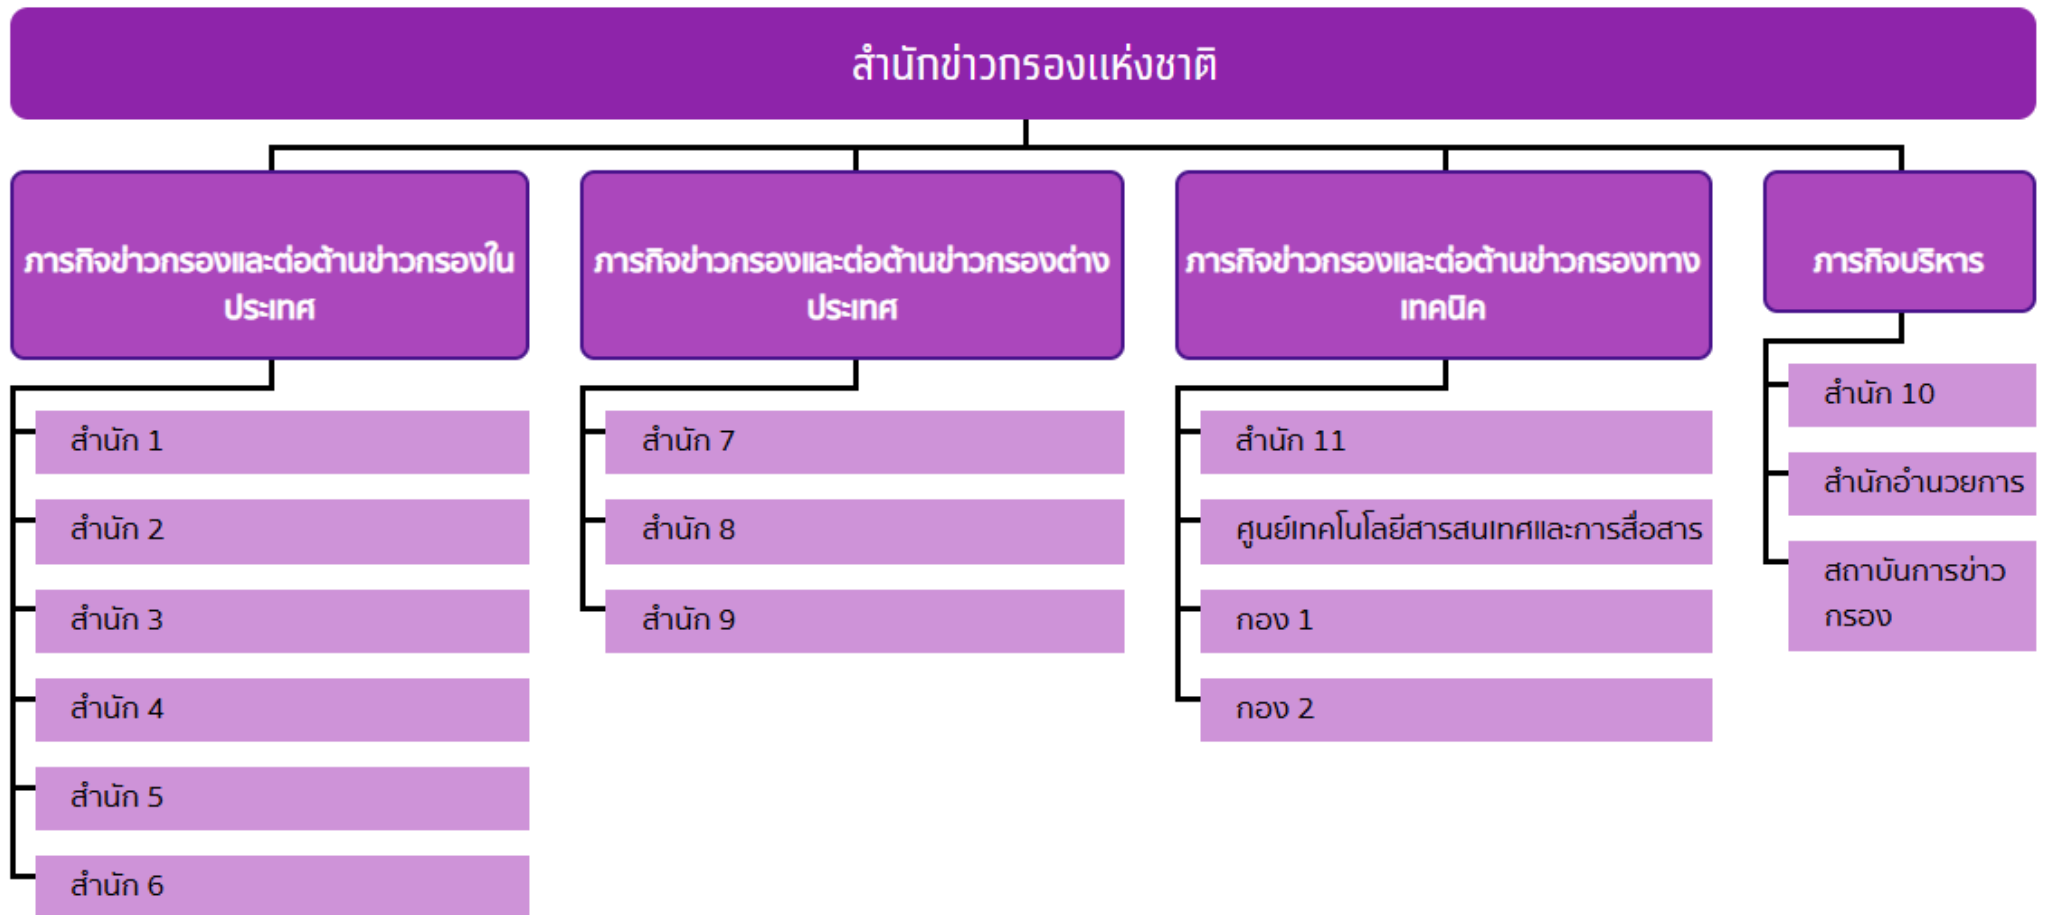 สำนักข่าวกรองแห่งชาติ
ภารกิจข่าวกรองและต่อต้านข่าวกรองใน
ประเทศ
สำนัก 1
สำนัก 2
สำนัก 3
สำนัก 4
สำนัก 5
สำนัก 6
ภารกิจข่าวกรองและต่อต้านข่าวกรองต่าง
ประเทศ
สำนัก 7
สำนัก 8
สำนัก 9
ภารกิจข่าวกรองและต่อต้านข่าวกรองทาง
เทคนิค
สำนัก 11
ศูนย์เทคโนโลยีสารสนเทศและการสื่อสาร
กอง 1
กอง 2
ภารกิจบริหาร
สำนัก 10
สำนักอำนวยการ
สถาบันการข่าว
กรอง